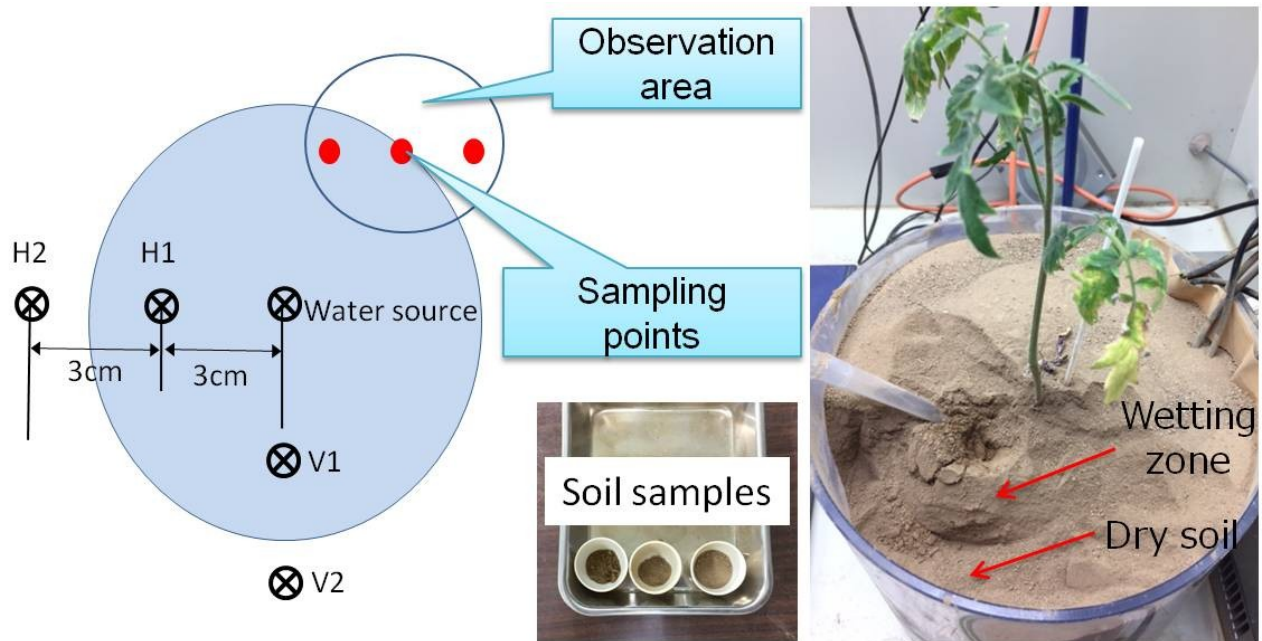 Observation
area
H2
H1
Water source
3cm
3cm
Sampling
points
V1
V2
Soil samples
Wetting
zone
Dry soil